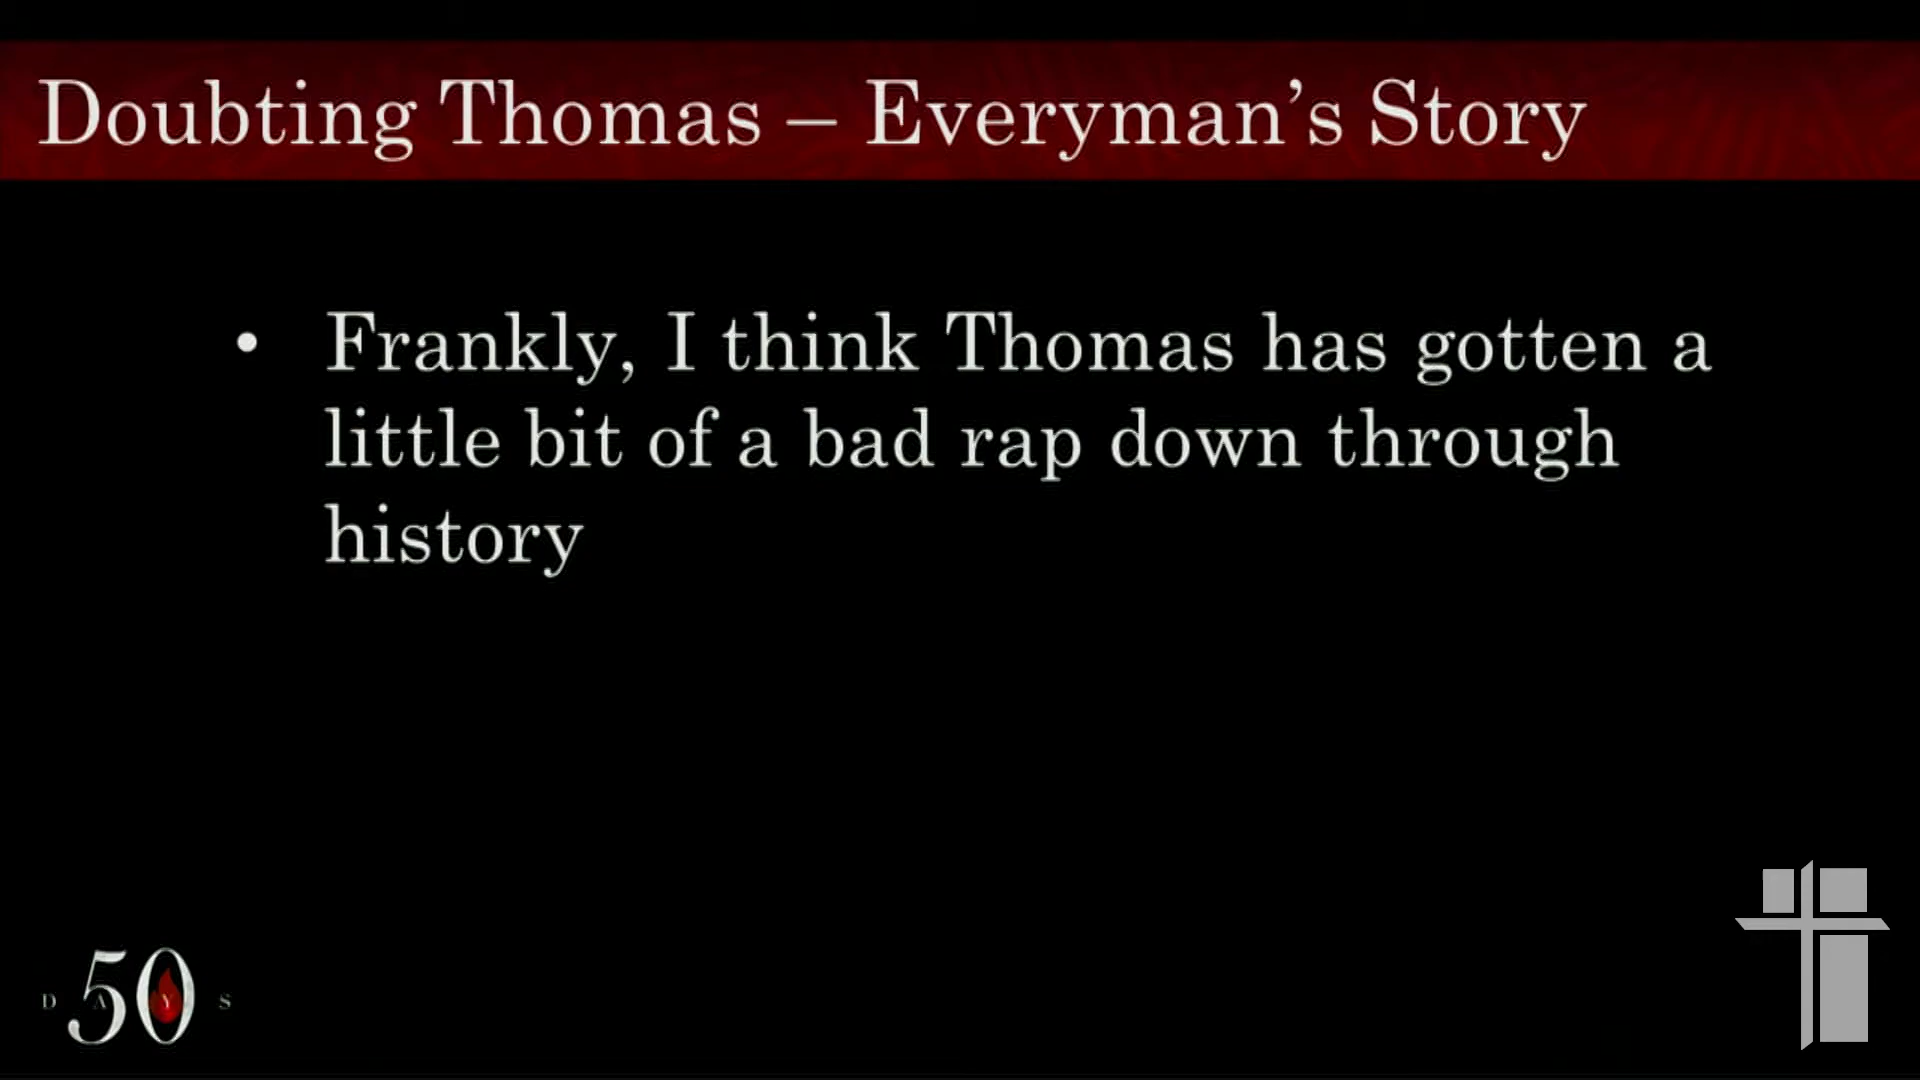 Doubting Thomas – Everyman’s Story
• Frankly, I think Thomas has gotten a
little bit of a bad rap down through
history
50
D A Y S